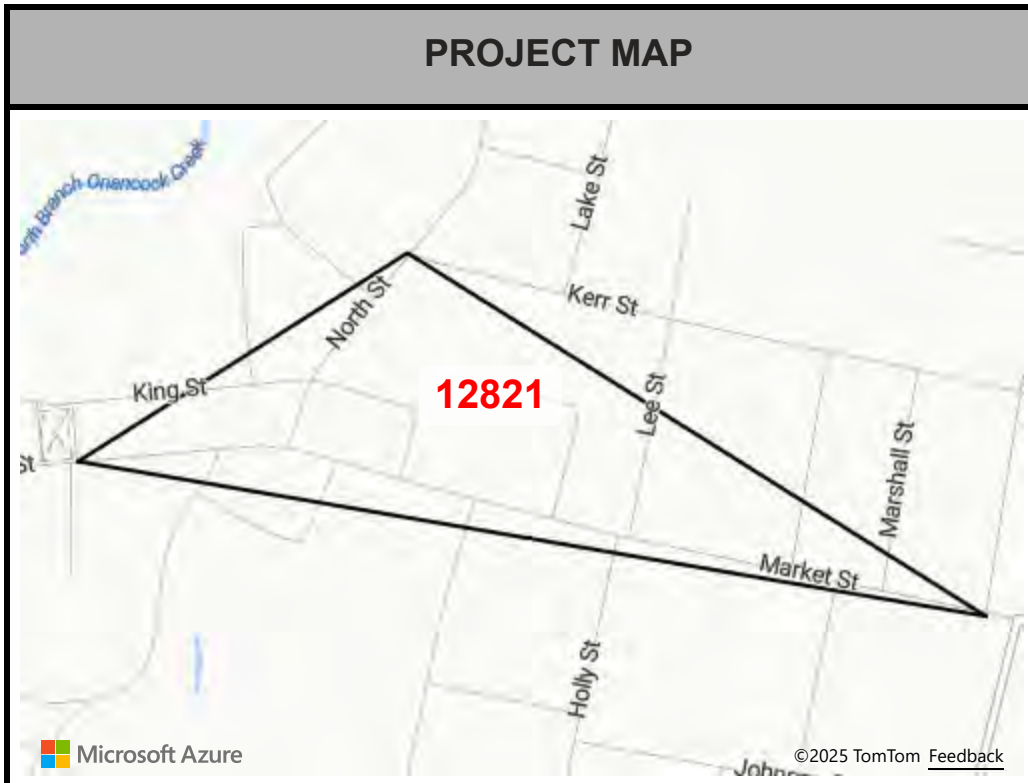 PROJECT MAP
Branch Onancock Creek
Lake St
Kerr St
North St
King St
12821
Lee St
St
Marshall St
Market St
Holly St
Microsoft Azure
©2025 TomTom Feedback